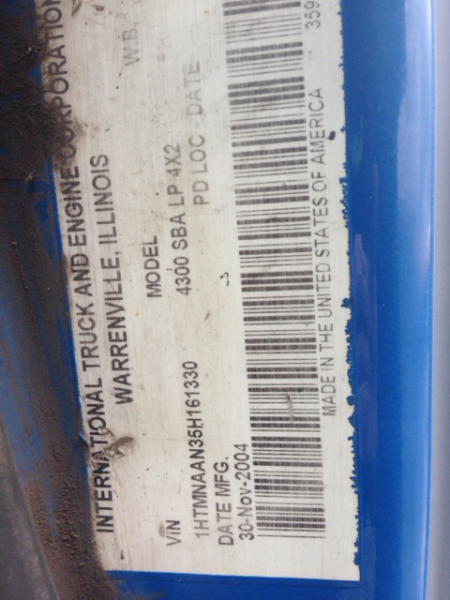 INTERNATIONAL TRUCK AND ENGINE CORPORATION
WARRENVILLE, ILLINOIS
MODEL
W.B.
4300 SBA LP 4X2
PD LOC - DATE
VIN
1HTMNAAN35H161330
DATE MFG.
30-Nov-2004
359
MADE IN THE UNITED STATES OF AMERICA